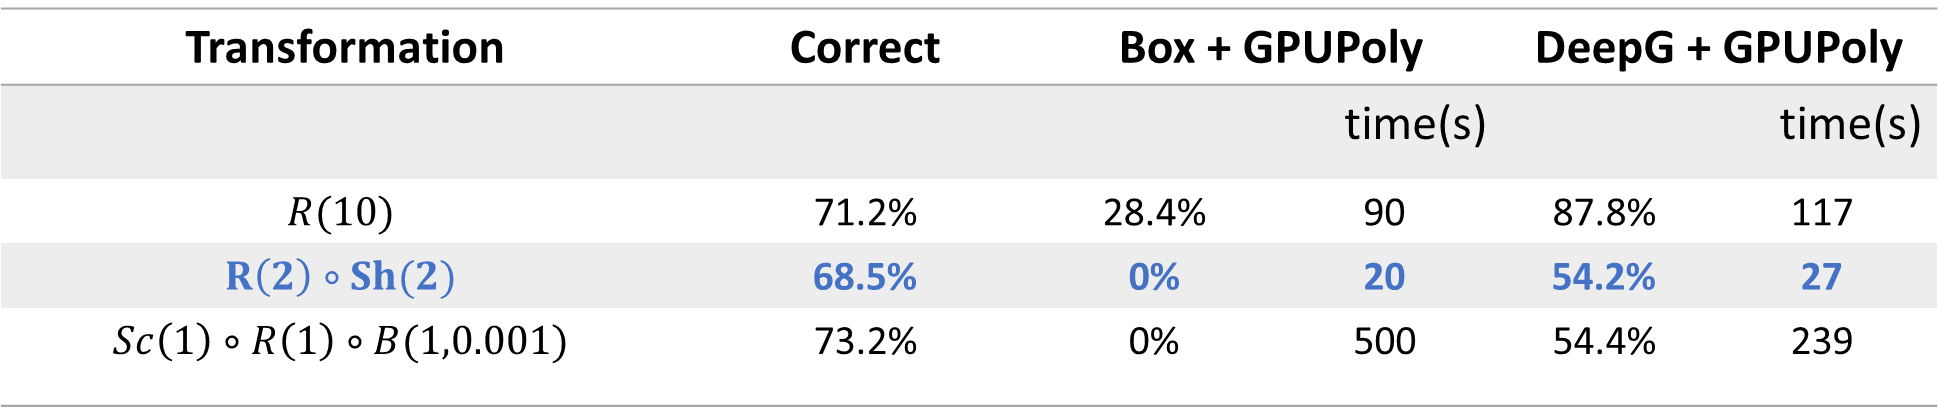 Transformation Correct Box + GPUPoly DeepG + GPUPoly
time(s) time(s)
R(10) 71.2% 28.4% 90 87.8% 117
R(2) ∘ Sh(2) 68.5% 0% 20 54.2% 27
Sc(1) ∘ R(1) ∘ B(1,0.001) 73.2% 0% 500 54.4% 239